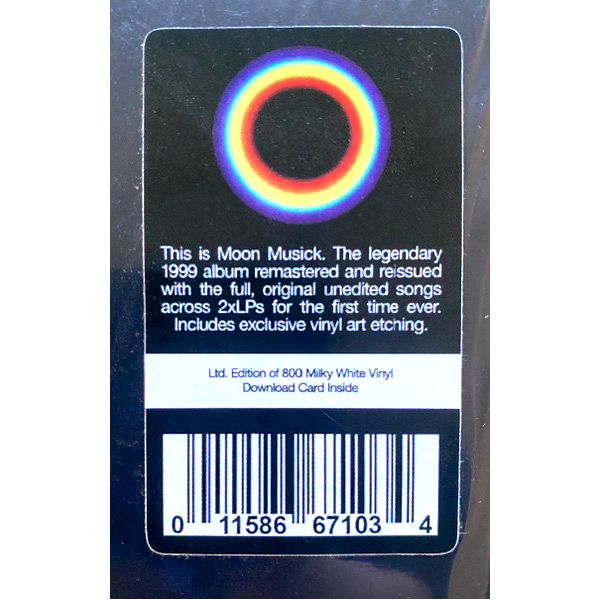 This is Moon Musick. The legendary
1999 album remastered and reissued
with the full, original unedited songs
across 2xLPs for the first time ever.
Includes exclusive vinyl art etching.
Ltd. Edition of 800 Milky White Vinyl
Download Card Inside
0 11586 67103 4